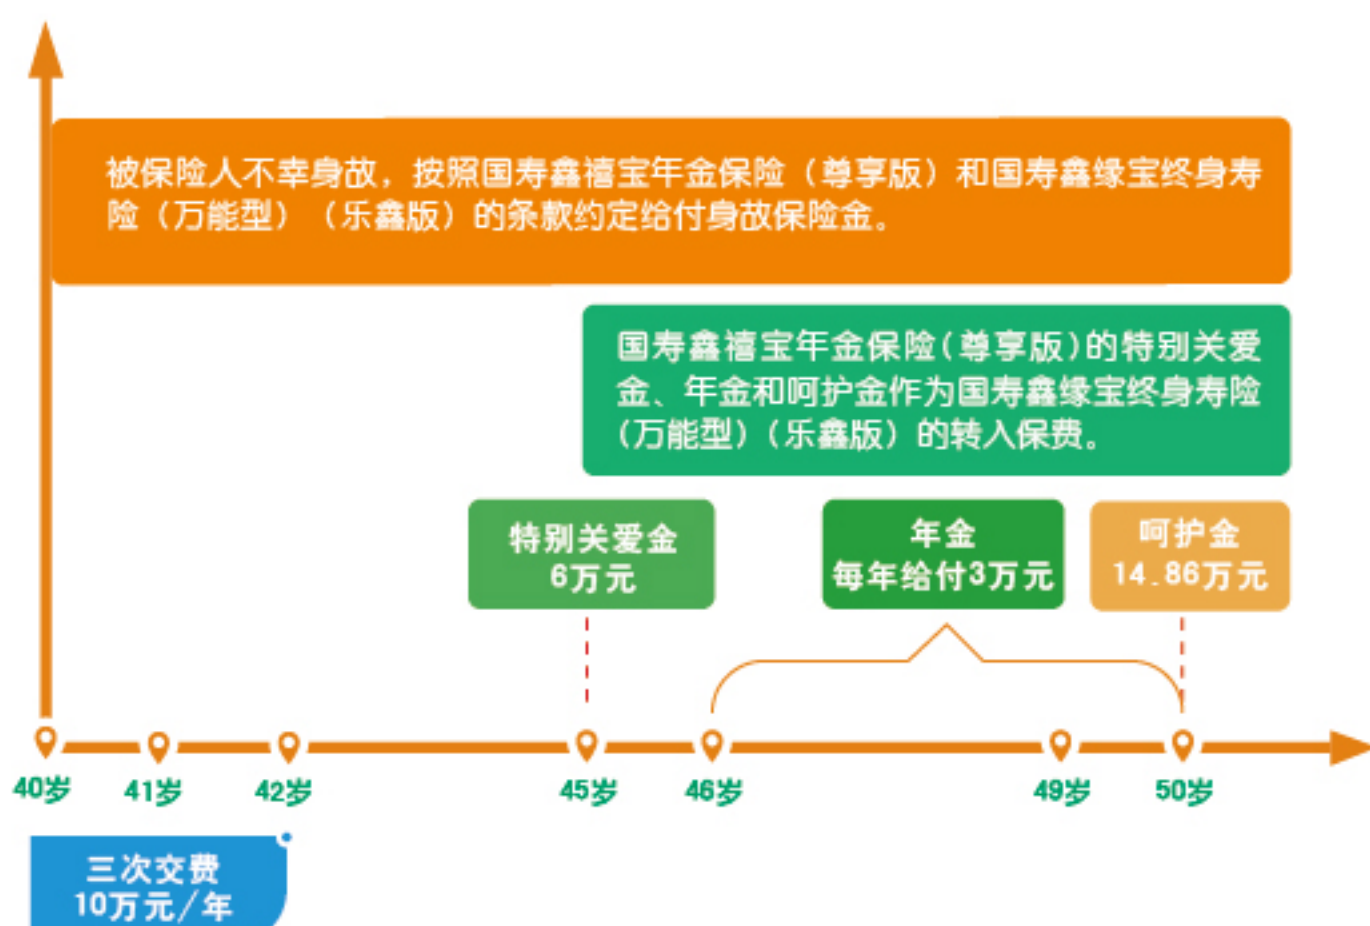 被保险人不幸身故，按照国寿鑫禧宝年金保险（尊享版）和国寿鑫缘宝终身寿
险（万能型）（乐鑫版）的条款约定给付身故保险金。
国寿鑫禧宝年金保险(尊享版)的特别关爱
金、年金和呵护金作为国寿鑫缘宝终身寿险
(万能型)（乐鑫版）的转入保费。
特别关爱金
6万元
年金
每年给付3万元
呵护金
14.86万元
40岁
41岁
42岁
45岁
46岁
49岁
50岁
三次交费
10万元/年